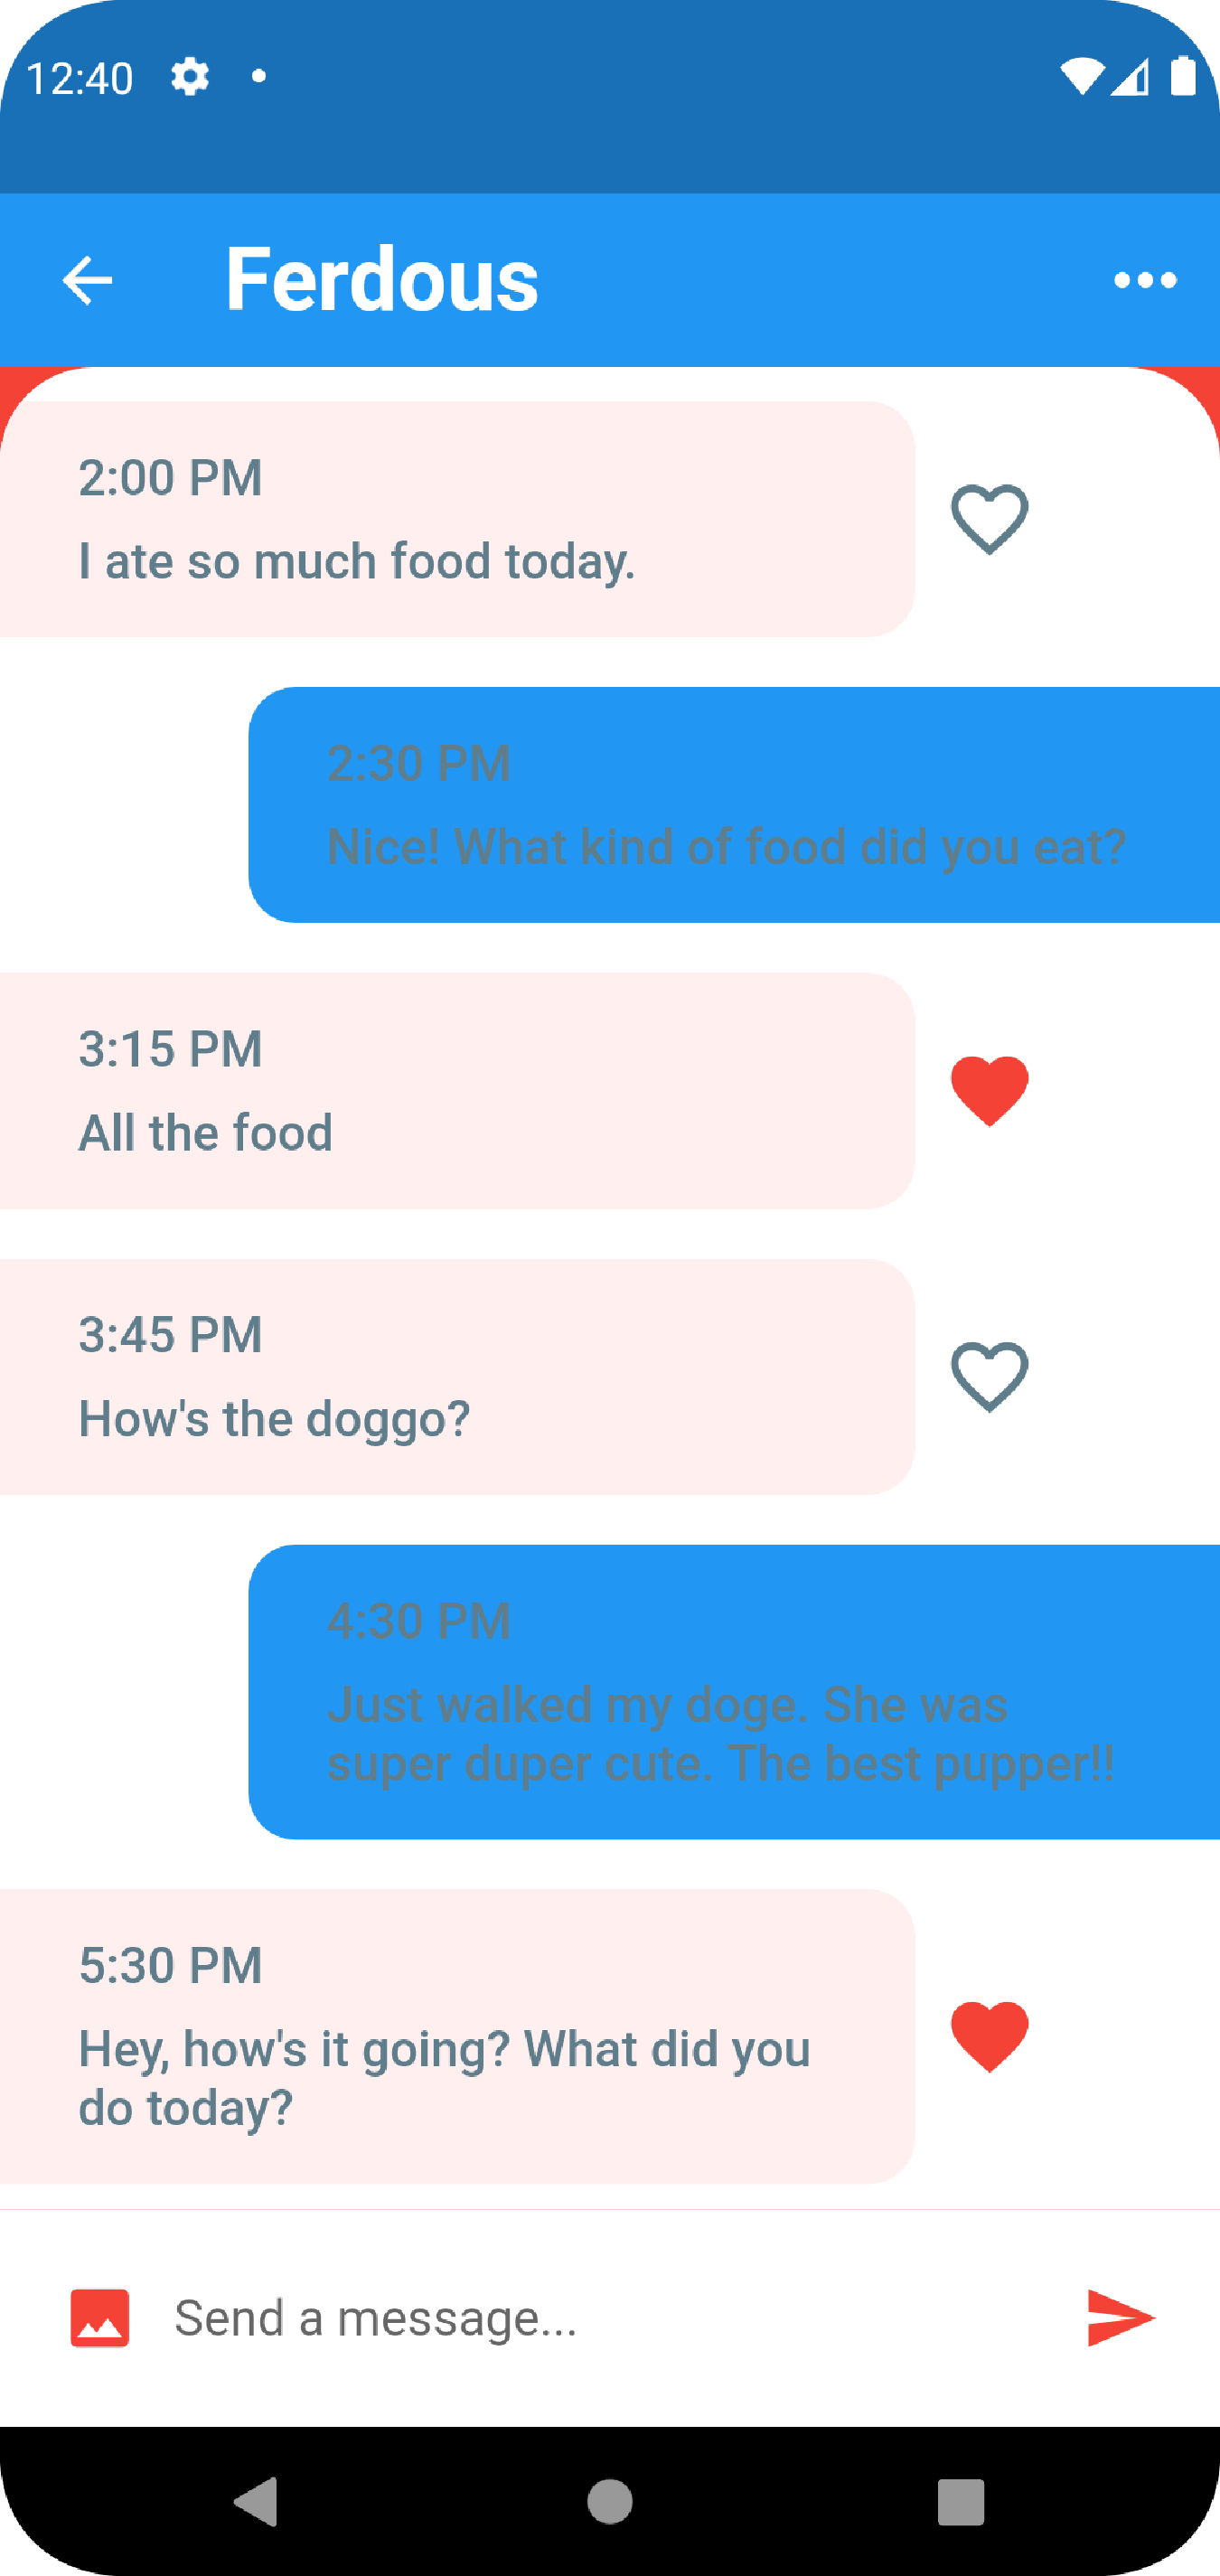 12:40
Ferdous
2:00 PM
I ate so much food today.
2:30 PM
Nice! What kind of food did you eat?
3:15 PM
All the food
3:45 PM
How's the doggo?
4:30 PM
Just walked my doge. She was
super duper cute. The best pupper!!
5:30 PM
Hey, how's it going? What did you
do today?
Send a message...